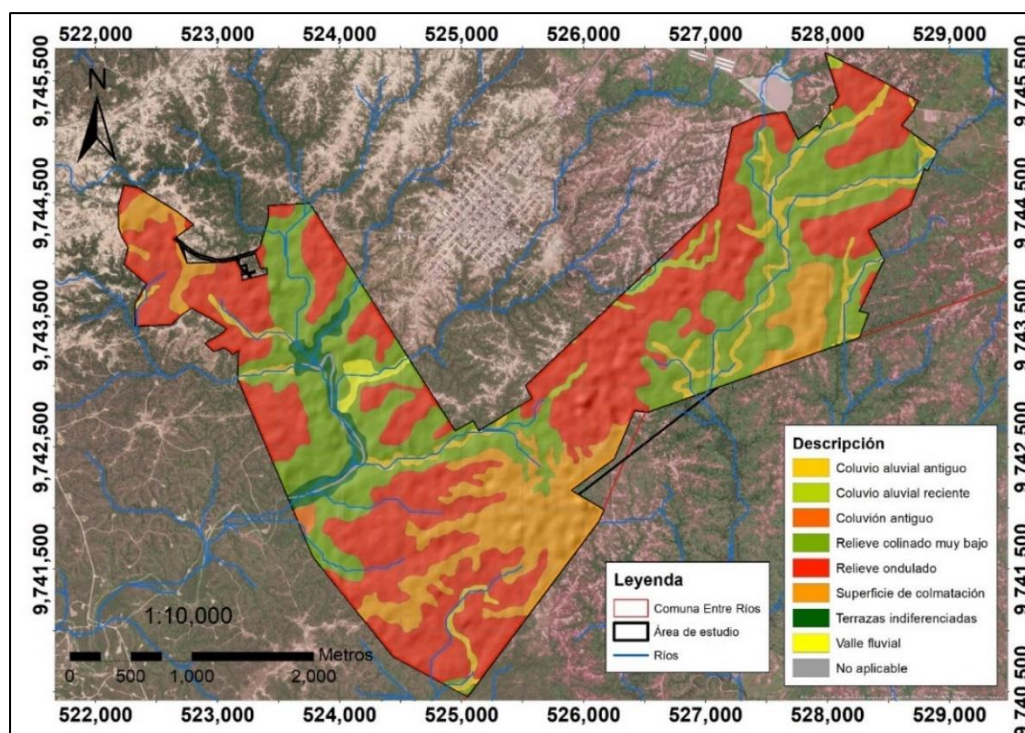 522,000 523,000 524,000 525,000 526,000 527,000 528,000 529,000
9,745,500
9,744,500
9,743,500
9,742,500
9,741,500
9,740,500
N
9,745,500
9,744,500
9,743,500
9,742,500
9,741,500
9,740,500
1:10,000
Metros
0 500 1,000 2,000
Leyenda
Comuna Entre Ríos
Área de estudio
Ríos
Descripción
Coluvio aluvial antiguo
Coluvio aluvial reciente
Coluvión antiguo
Relieve colinado muy bajo
Relieve ondulado
Superficie de colmatación
Terrazas indiferenciadas
Valle fluvial
No aplicable
522,000 523,000 524,000 525,000 526,000 527,000 528,000 529,000